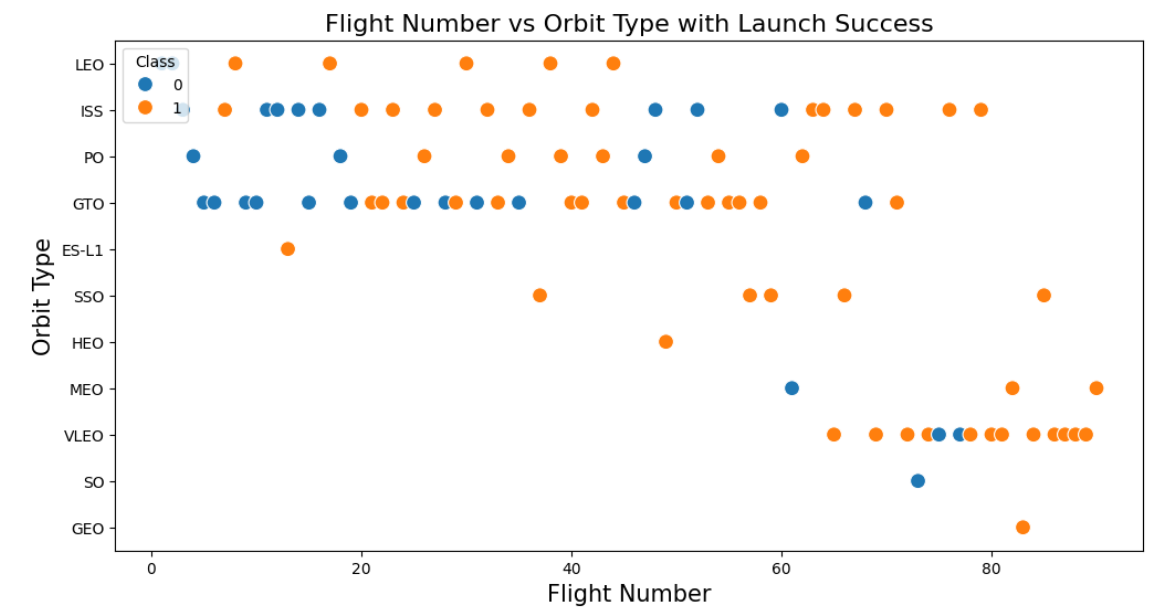 Flight Number vs Orbit Type with Launch Success
Class
0
1
LEO
ISS
PO
GTO
ES-L1
SSO
HEO
MEO
VLEO
SO
GEO
Orbit Type
0
20
40
60
80
Flight Number